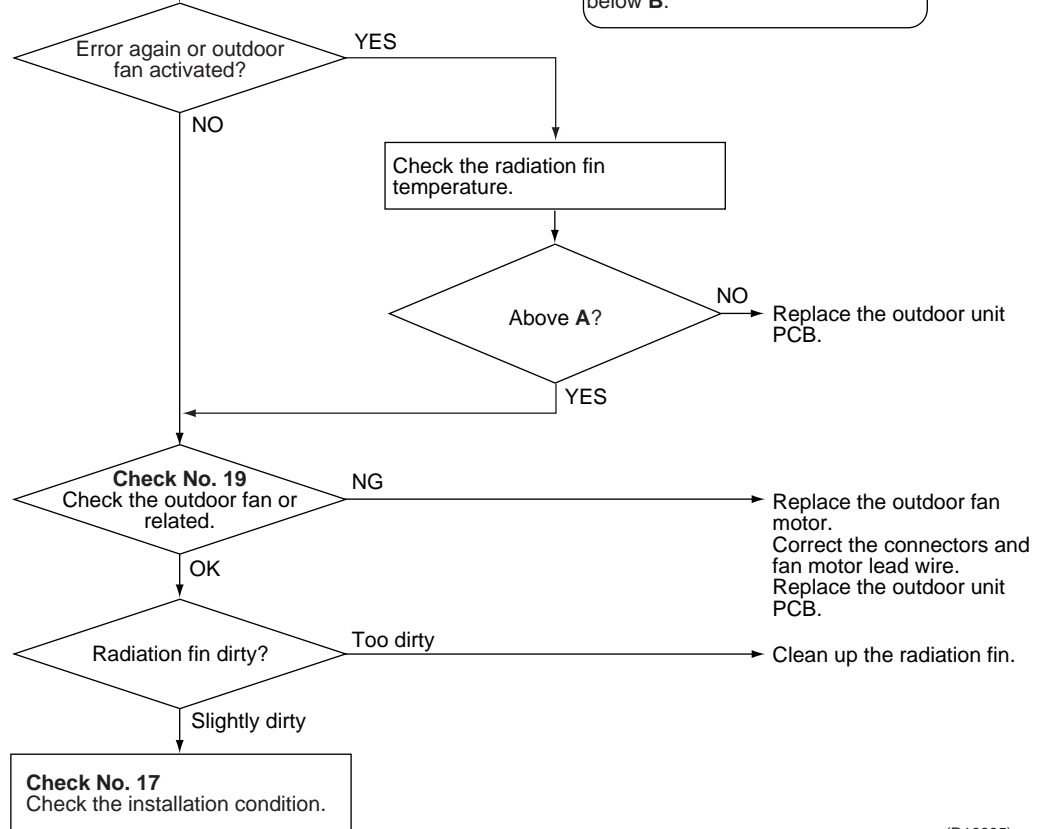 below B.
Error again or outdoor
fan activated?
YES
NO
Check the radiation fin
temperature.
Above A?
NO
Replace the outdoor unit
PCB.
YES
Check No. 19
Check the outdoor fan or
related.
NG
Replace the outdoor fan
motor.
Correct the connectors and
fan motor lead wire.
Replace the outdoor unit
PCB.
OK
Radiation fin dirty?
Too dirty
Clean up the radiation fin.
Slightly dirty
Check No. 17
Check the installation condition.